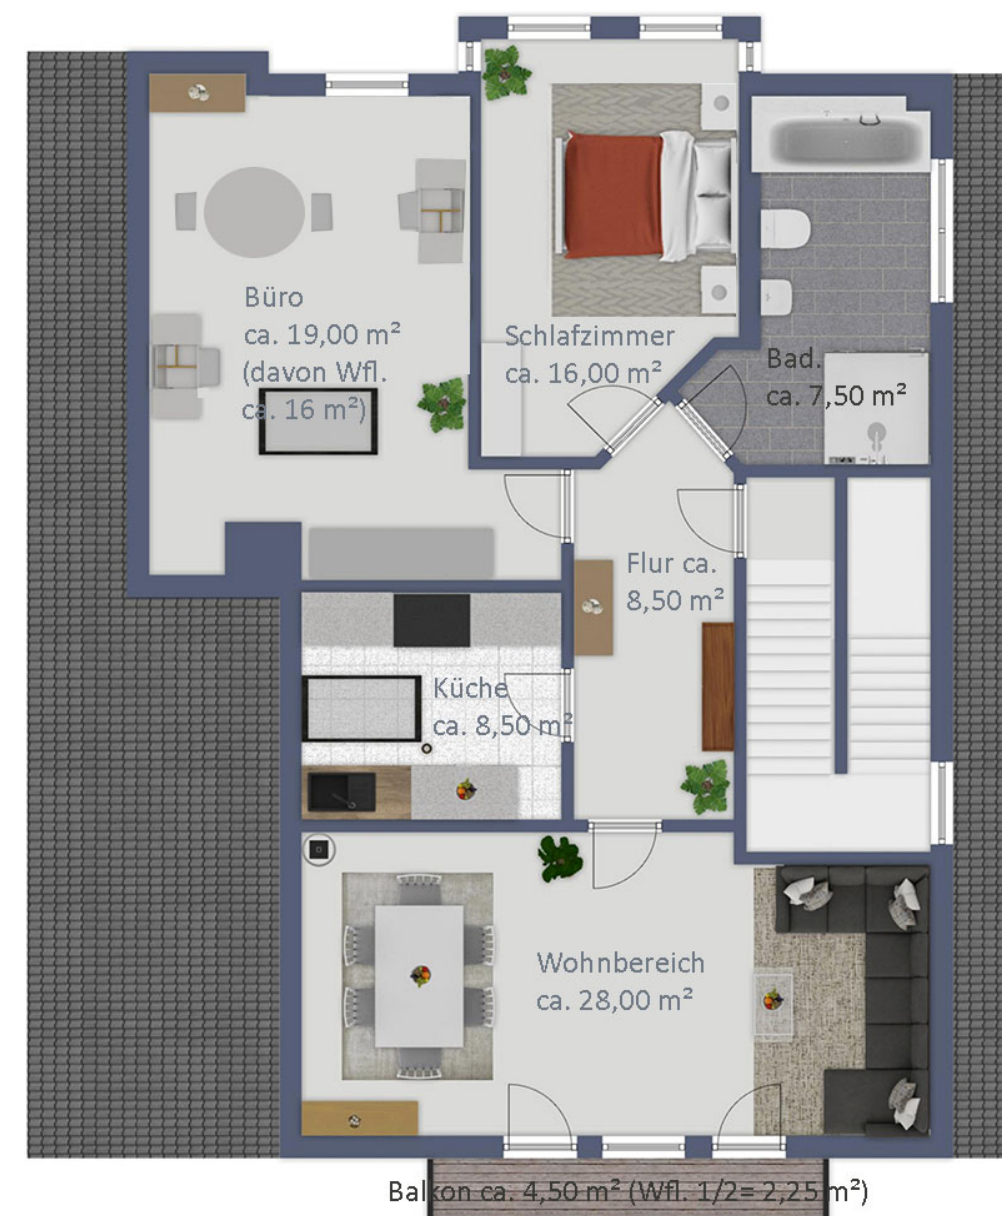 Büro
ca. 19,00 m²
(davon Wfl.
ca. 16 m²)
Schlafzimmer
ca. 16,00 m²
Bad.
ca. 7,50 m²
Flur ca.
8,50 m²
Küche
ca. 8,50 m²
Wohnbereich
ca. 28,00 m²
Balkon ca. 4,50 m² (Wfl. 1/2= 2,25 m²)